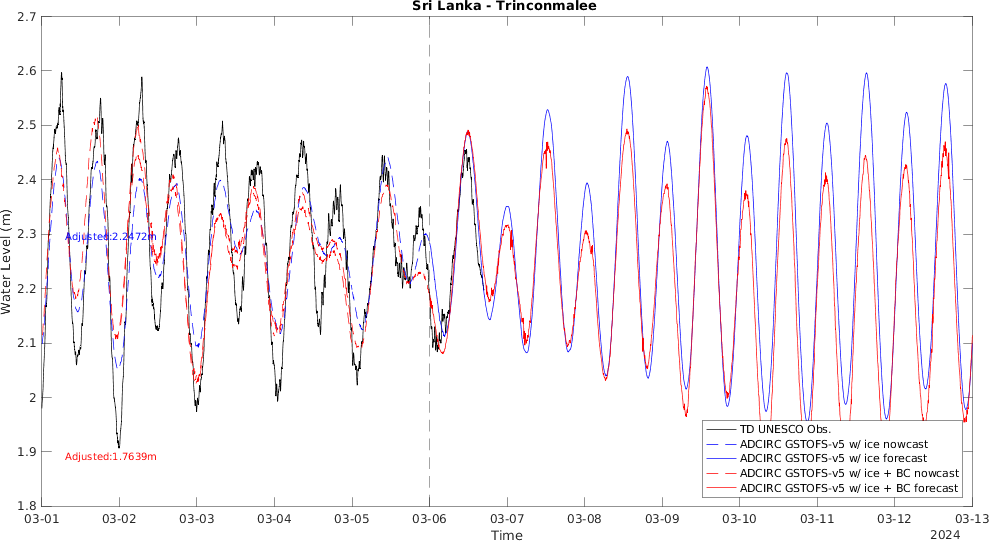 Sri Lanka - Trinconmalee
2.7
2.6
2.5
2.4
2.3
2.2
2.1
2
1.9
1.8
Water Level (m)
Adjusted:2.2472m
Adjusted:1.7639m
TD UNESCO Obs.
ADCIRC GSTOFS-v5 w/ ice nowcast
ADCIRC GSTOFS-v5 w/ ice forecast
ADCIRC GSTOFS-v5 w/ ice + BC nowcast
ADCIRC GSTOFS-v5 w/ ice + BC forecast
03-01 03-02 03-03 03-04 03-05 03-06 03-07 03-08 03-09 03-10 03-11 03-12 03-13
Time
2024